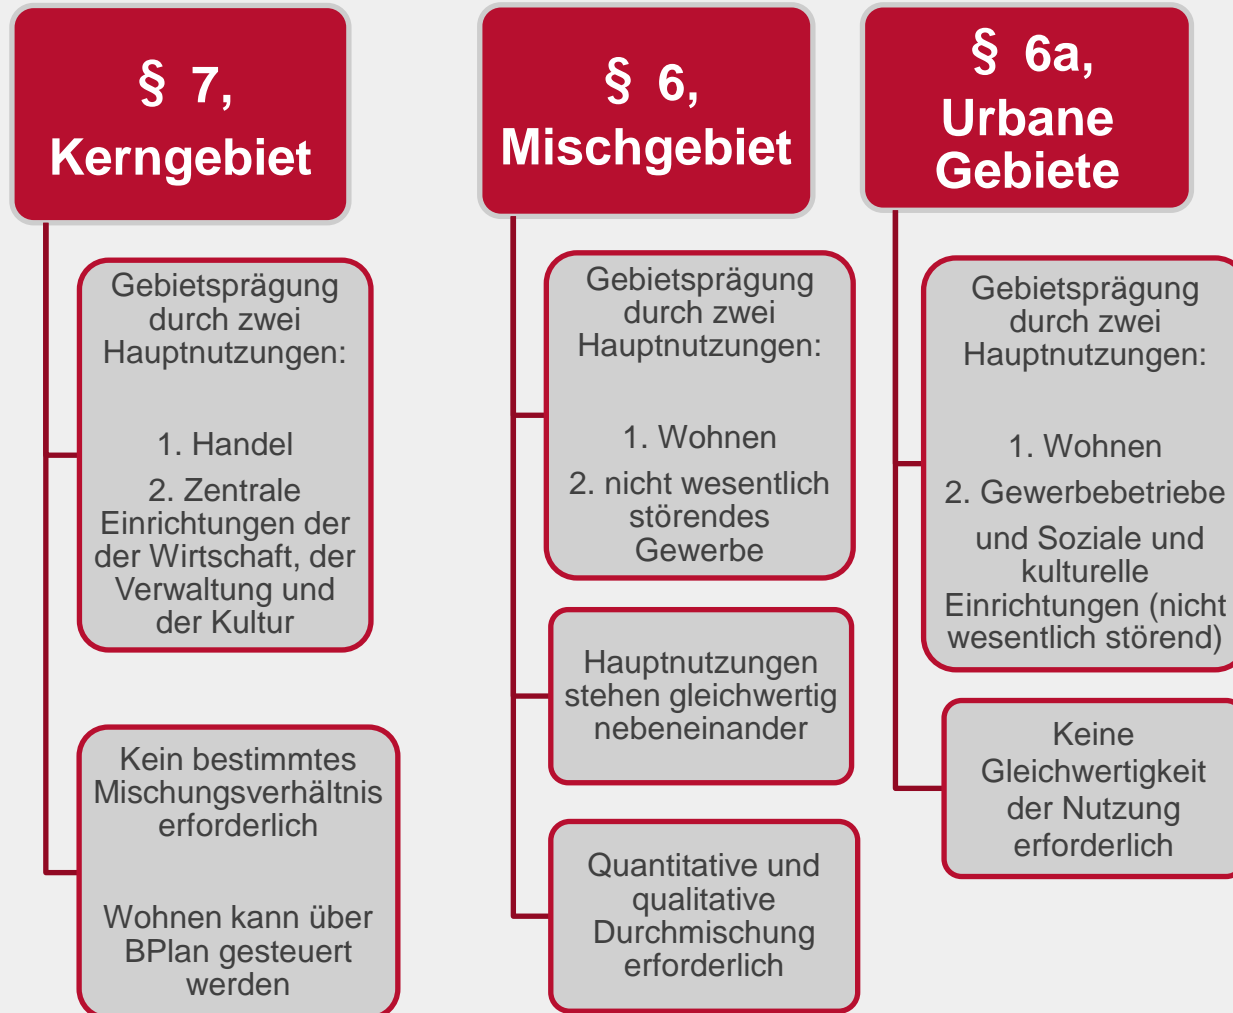 § 7,
Kerngebiet
Gebietsprägung
durch zwei
Hauptnutzungen:
1. Handel
2. Zentrale
Einrichtungen der
der Wirtschaft, der
Verwaltung und
der Kultur
Kein bestimmtes
Mischungsverhältnis
erforderlich
Wohnen kann über
BPlan gesteuert
werden
§ 6,
Mischgebiet
Gebietsprägung
durch zwei
Hauptnutzungen:
1. Wohnen
2. nicht wesentlich
störendes
Gewerbe
Hauptnutzungen
stehen gleichwertig
nebeneinander
Quantitative und
qualitative
Durchmischung
erforderlich
§ 6a,
Urbane
Gebiete
Gebietsprägung
durch zwei
Hauptnutzungen:
1. Wohnen
2. Gewerbebetriebe
und Soziale und
kulturelle
Einrichtungen (nicht
wesentlich störend)
Keine
Gleichwertigkeit
der Nutzung
erforderlich